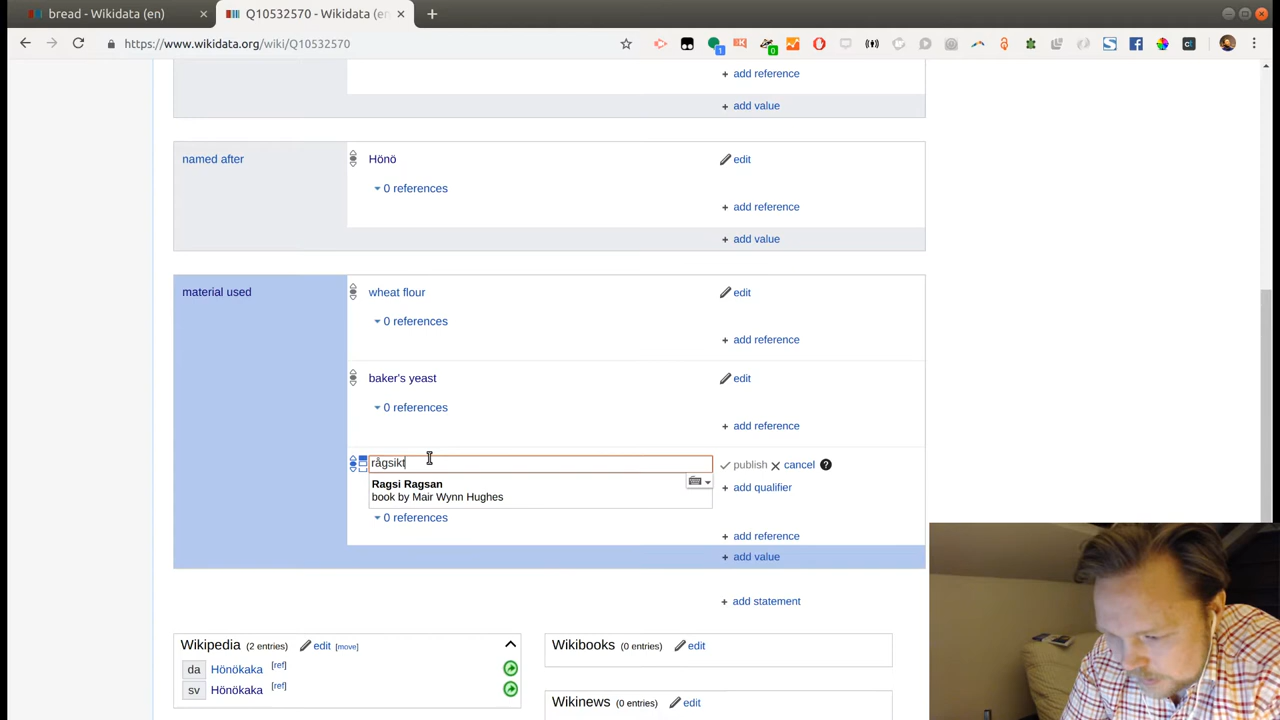 bread - Wikidata (en)
Q10532570 - Wikidata (en)
https://www.wikidata.org/wiki/Q10532570
1
0
+ add reference
+ add value
named after
Hönö
edit
0 references
+ add reference
+ add value
material used
wheat flour
edit
0 references
+ add reference
baker's yeast
edit
0 references
+ add reference
rågsikt
publish
cancel
?
Ragsi Ragsan
book by Mair Wynn Hughes
+ add qualifier
0 references
+ add reference
+ add value
+ add statement
Wikipedia (2 entries) edit [move]
da Hönökaka [ref]
sv Hönökaka [ref]
Wikibooks (0 entries) edit
Wikinews (0 entries) edit